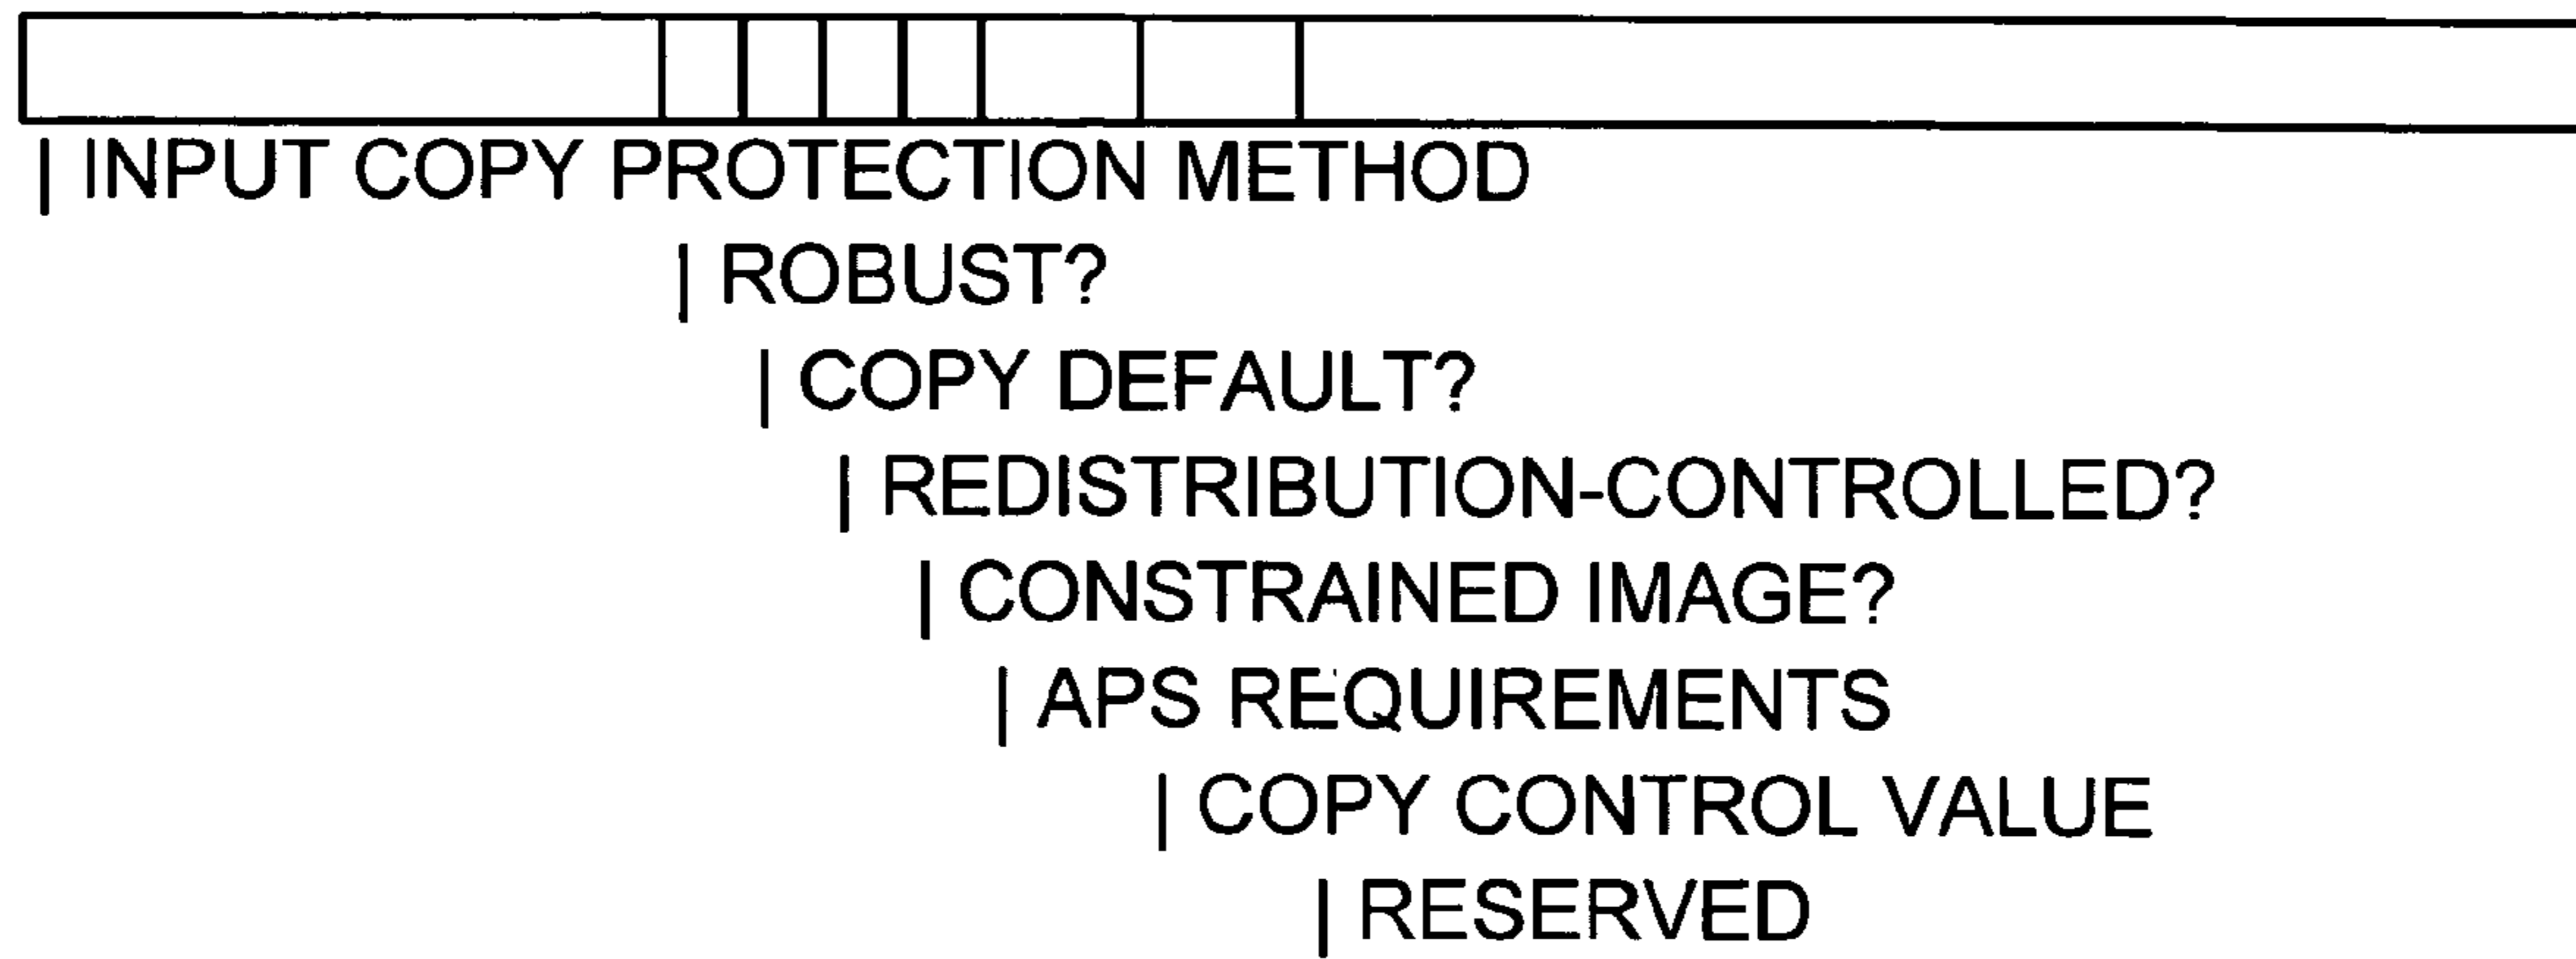 | INPUT COPY PROTECTION METHOD
| ROBUST?
| COPY DEFAULT?
| REDISTRIBUTION-CONTROLLED?
| CONSTRAINED IMAGE?
| APS REQUIREMENTS
| COPY CONTROL VALUE
| RESERVED